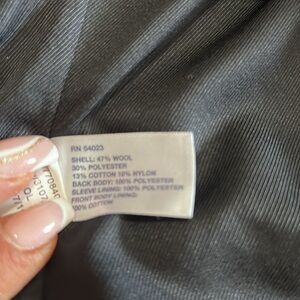 RN 54023
SHELL: 47% WOOL
30% POLYESTER
13% COTTON 10% NYLON
BACK BODY: 100% POLYESTER
SLEEVE LINING: 100% POLYESTER
FRONT BODY LINING:
100% COTTON